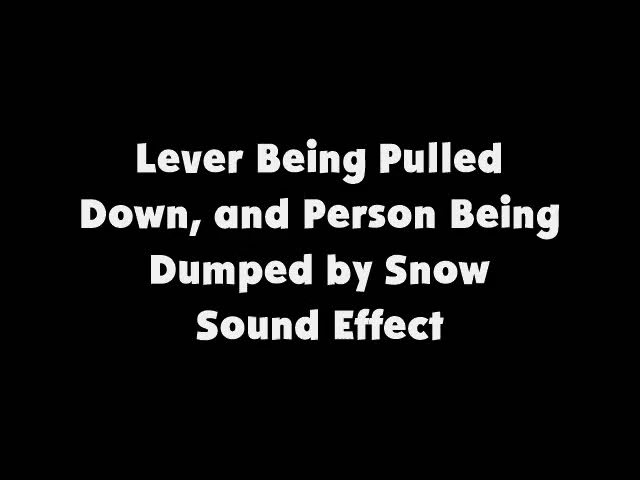 Lever Being Pulled
Down, and Person Being
Dumped by Snow
Sound Effect